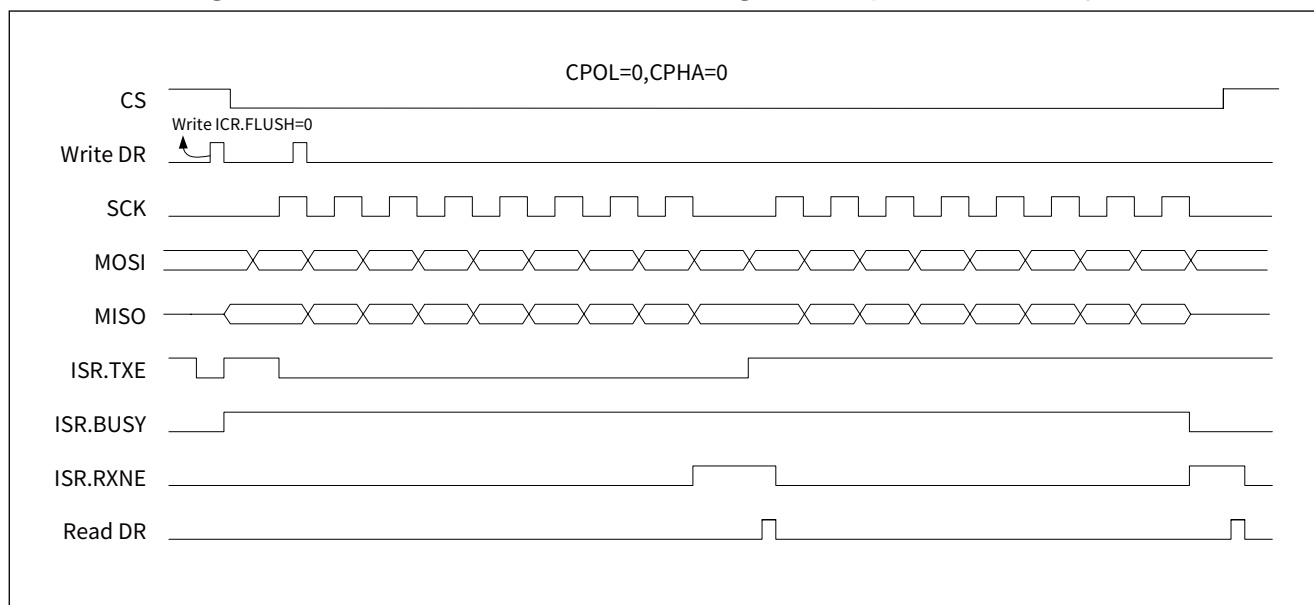 CPOL=0,CPHA=0
CS
Write ICR.FLUSH=0
Write DR
SCK
MOSI
MISO
ISR.TXE
ISR.BUSY
ISR.RXNE
Read DR